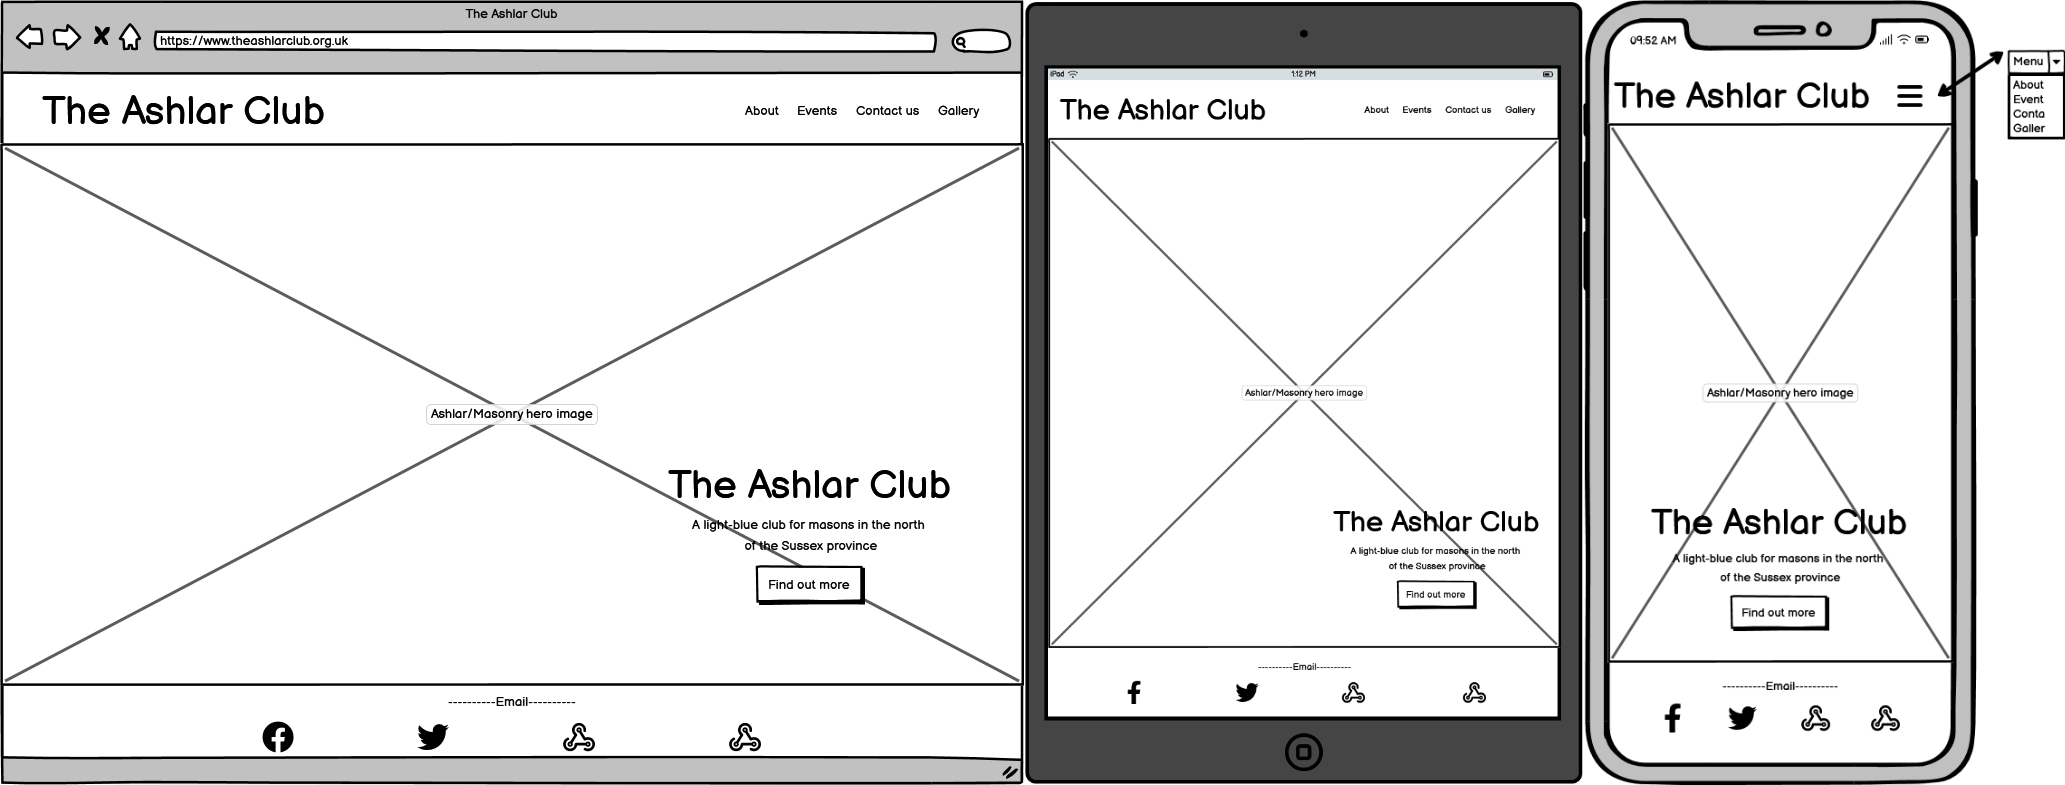 The Ashlar Club
https://www.theashlarclub.org.uk
The Ashlar Club
About Events Contact us Gallery
Ashlar/Masonry hero image
The Ashlar Club
A light-blue club for masons in the north
of the Sussex province
Find out more
----------Email----------
iPad
1:12 PM
The Ashlar Club
About Events Contact us Gallery
Ashlar/Masonry hero image
The Ashlar Club
A light-blue club for masons in the north
of the Sussex province
Find out more
----------Email----------
09:52 AM
The Ashlar Club
Ashlar/Masonry hero image
The Ashlar Club
A light-blue club for masons in the north
of the Sussex province
Find out more
----------Email----------
Menu
About
Event
Conta
Galler